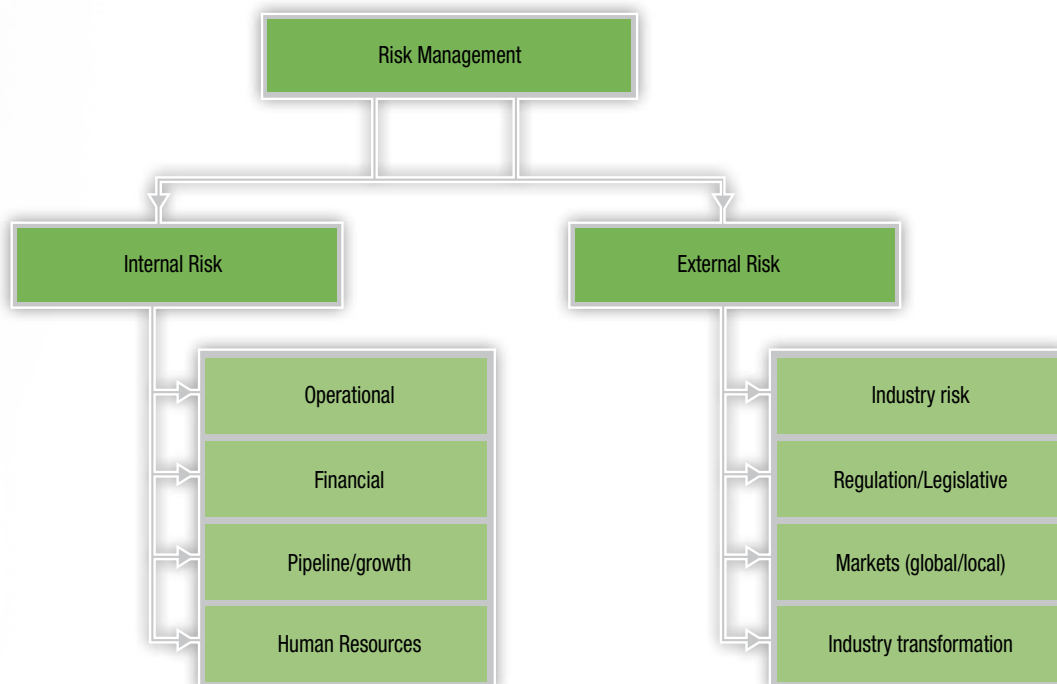 Risk Management
Internal Risk
External Risk
Operational
Financial
Pipeline/growth
Human Resources
Industry risk
Regulation/Legislative
Markets (global/local)
Industry transformation